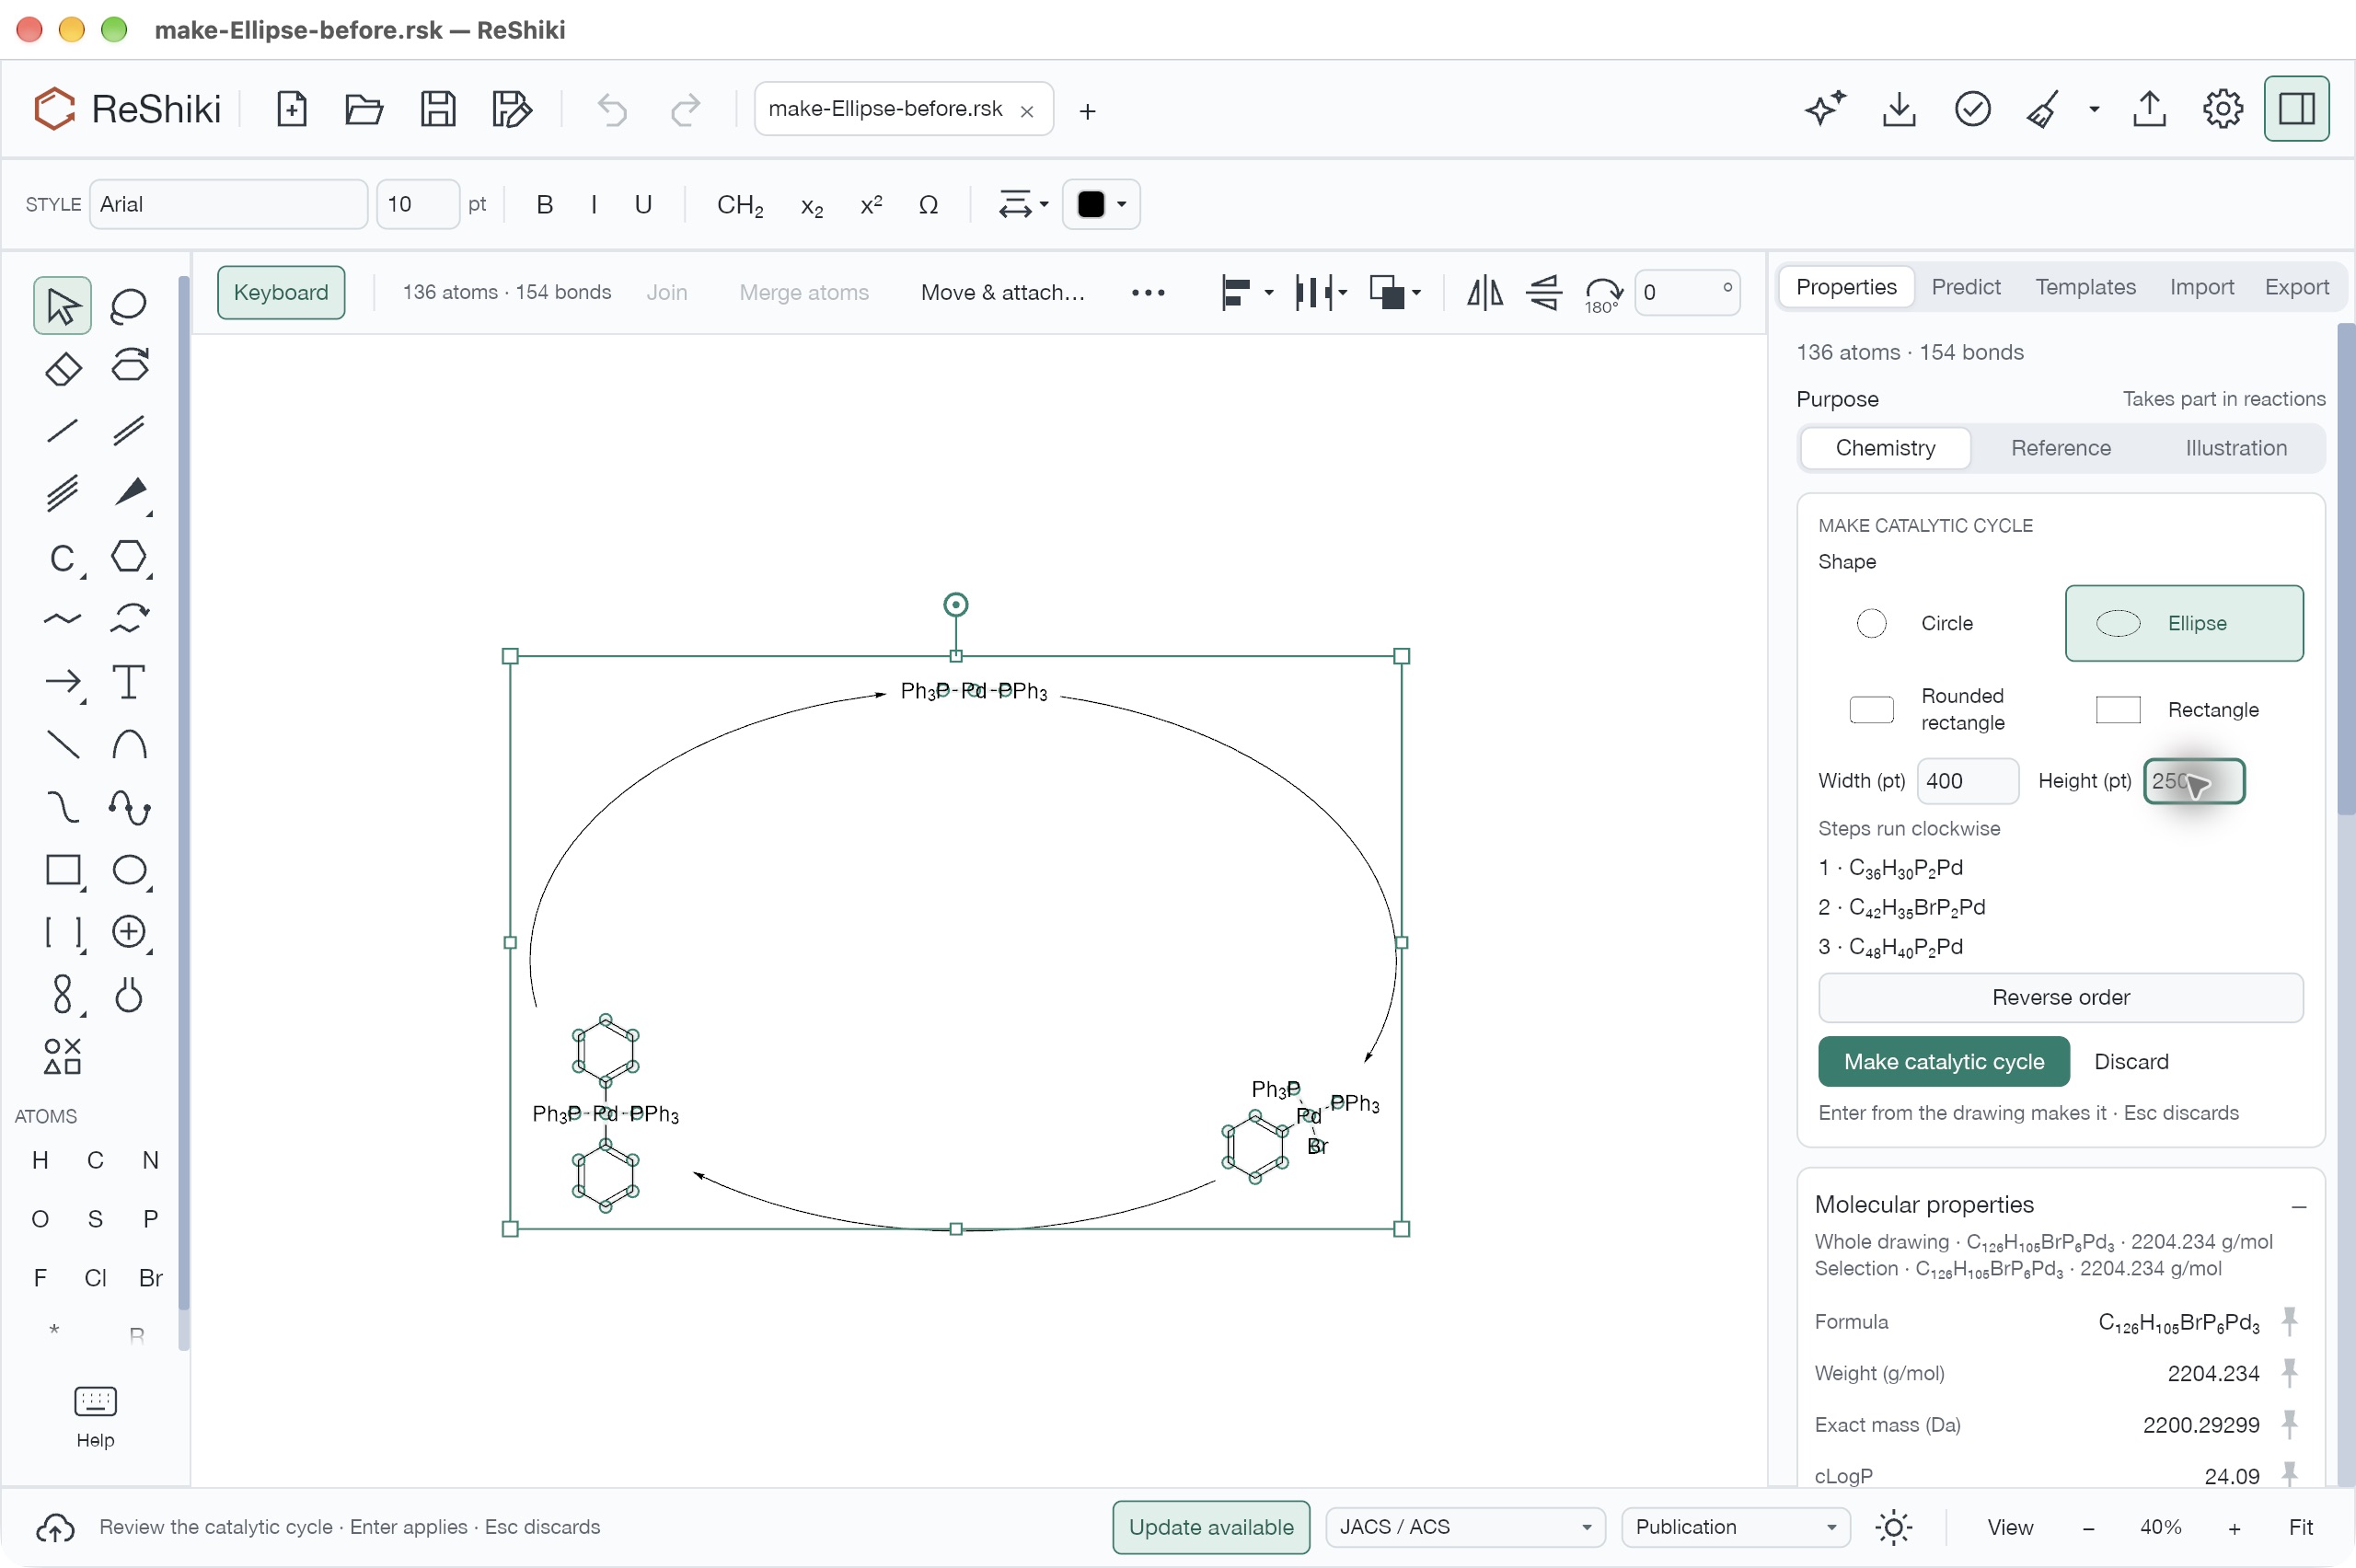 make-Ellipse-before.rsk — ReShiki
ReShiki
make-Ellipse-before.rsk × +
STYLE Arial 10 pt B I U CH₂ x₂ x² Ω
Keyboard 136 atoms · 154 bonds Join Merge atoms Move & attach... 180° 0 °
Properties Predict Templates Import Export
136 atoms · 154 bonds
Purpose Takes part in reactions
Chemistry Reference Illustration
MAKE CATALYTIC CYCLE
Shape
Circle Ellipse
Rounded rectangle Rectangle
Width (pt) 400 Height (pt) 250
Steps run clockwise
1 · C₃₆H₃₀P₂Pd
2 · C₄₂H₃₅BrP₂Pd
3 · C₄₈H₄₀P₂Pd
Reverse order
Make catalytic cycle Discard
Enter from the drawing makes it · Esc discards
Molecular properties –
Whole drawing · C₁₂₆H₁₀₅BrP₆Pd₃ · 2204.234 g/mol
Selection · C₁₂₆H₁₀₅BrP₆Pd₃ · 2204.234 g/mol
Formula C₁₂₆H₁₀₅BrP₆Pd₃
Weight (g/mol) 2204.234
Exact mass (Da) 2200.29299
cLogP 24.09
Ph₃P-Pd-PPh₃
Ph₃P-Pd-PPh₃
Ph₃P
Pd PPh₃
Br
C
T
ATOMS
H C N
O S P
F Cl Br
* R
Help
Review the catalytic cycle · Enter applies · Esc discards
Update available JACS / ACS Publication View − 40% + Fit